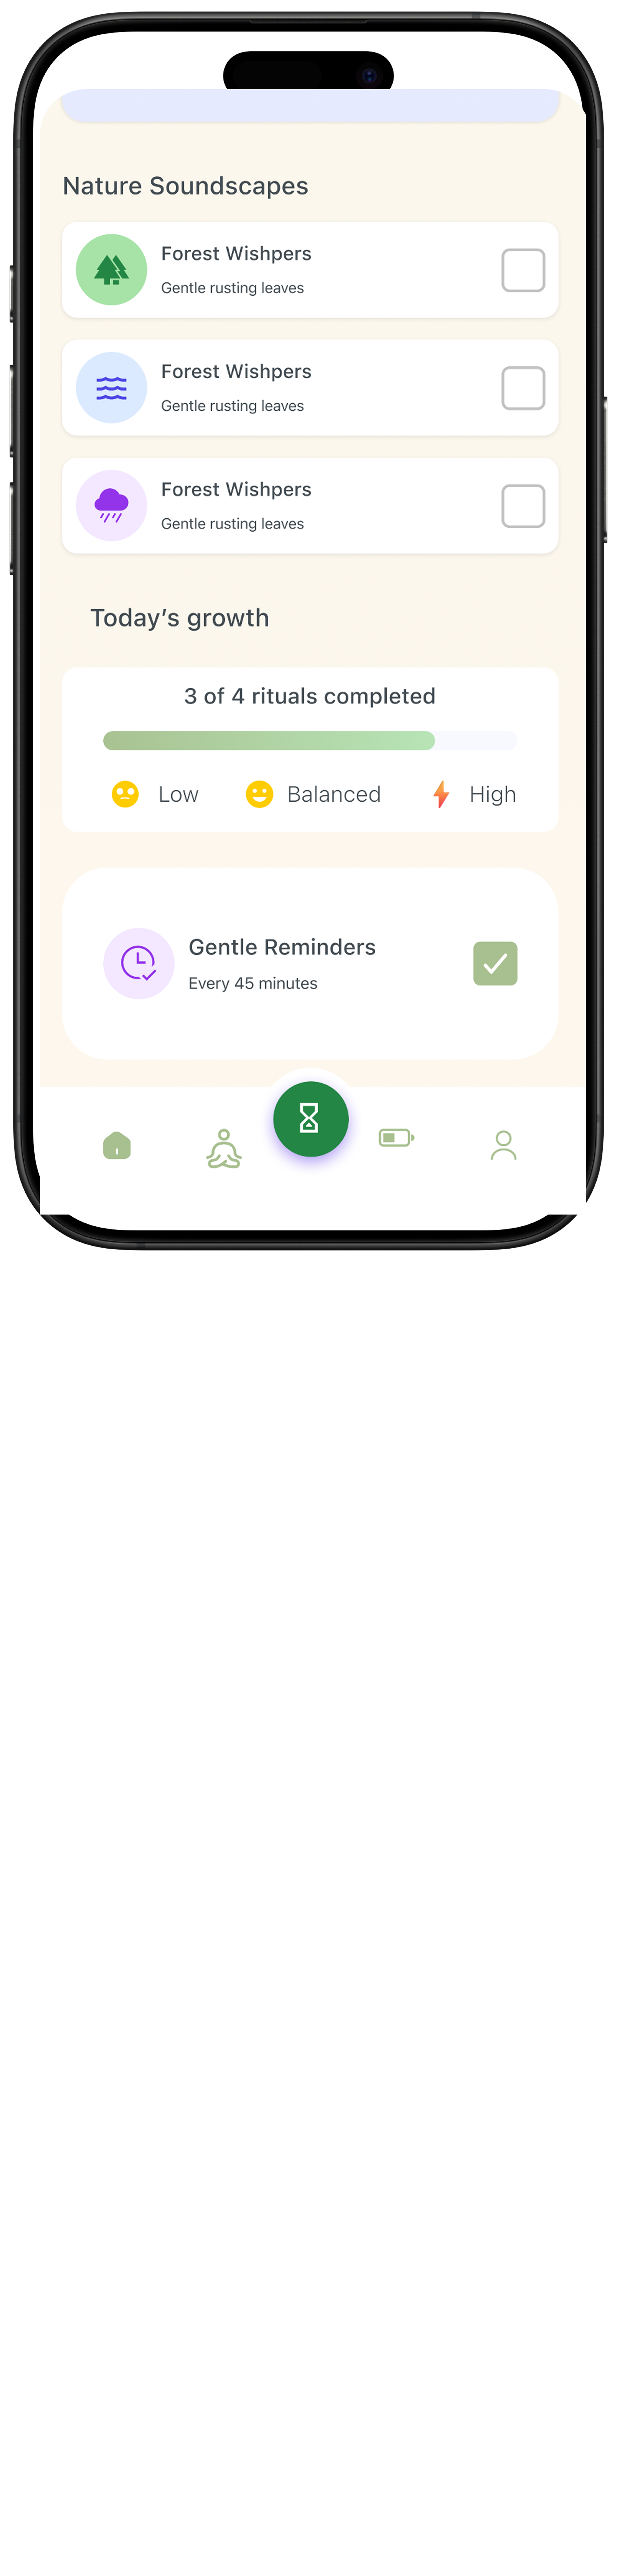 Nature Soundscapes
Forest Wishpers
Gentle rusting leaves
Forest Wishpers
Gentle rusting leaves
Forest Wishpers
Gentle rusting leaves
Today’s growth
3 of 4 rituals completed
Low Balanced High
Gentle Reminders
Every 45 minutes